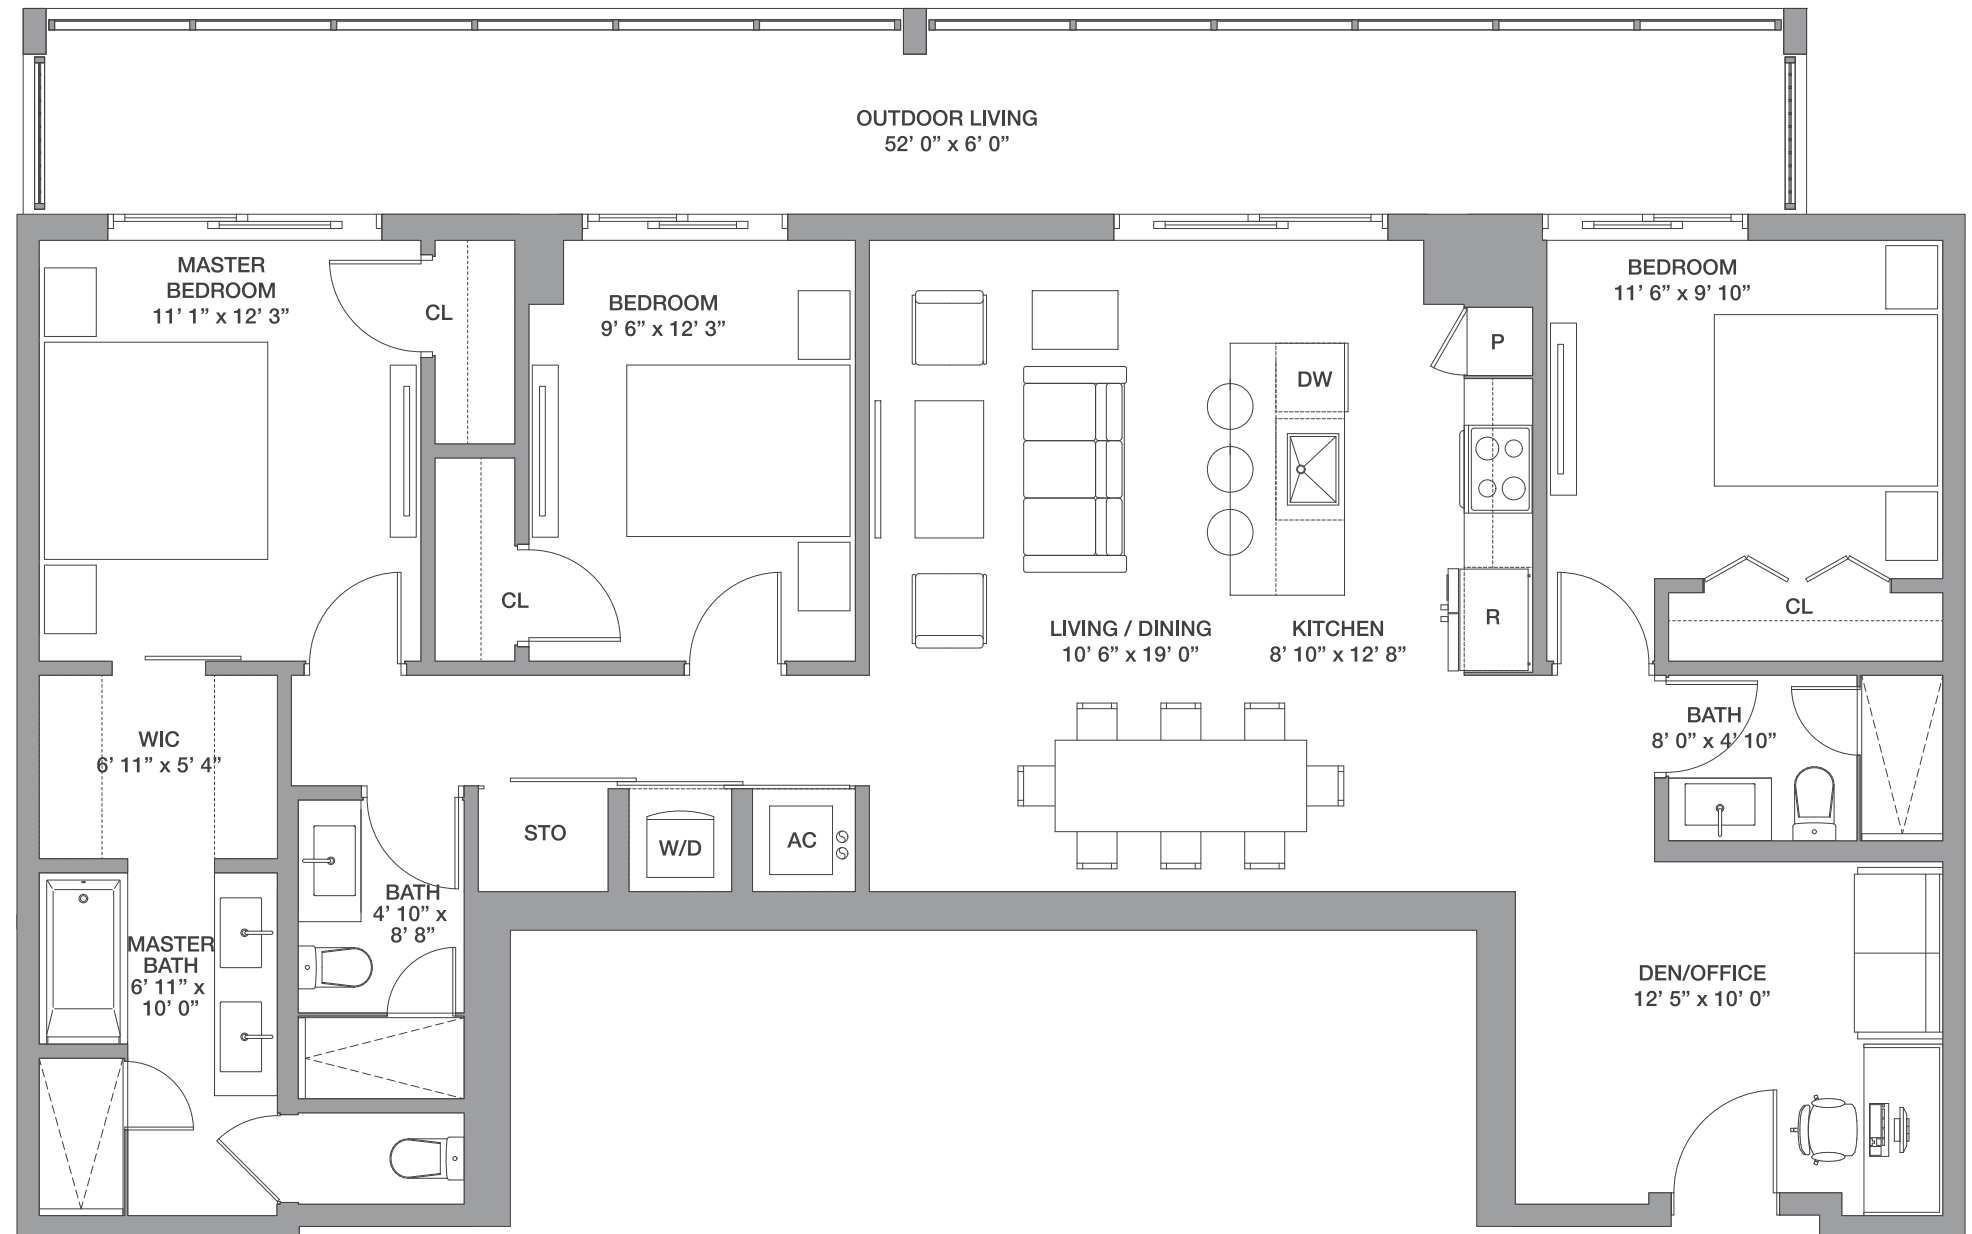 OUTDOOR LIVING
52’ 0” x 6’ 0”
MASTER
BEDROOM
11’ 1” x 12’ 3”
CL
BEDROOM
9’ 6” x 12’ 3”
CL
BEDROOM
11’ 6” x 9’ 10”
P
DW
R
CL
LIVING / DINING
10’ 6” x 19’ 0”
KITCHEN
8’ 10” x 12’ 8”
WIC
6’ 11” x 5’ 4”
BATH
8’ 0” x 4’ 10”
STO
W/D
AC
BATH
4’ 10” x
8’ 8”
MASTER
BATH
6’ 11” x
10’ 0”
DEN/OFFICE
12’ 5” x 10’ 0”